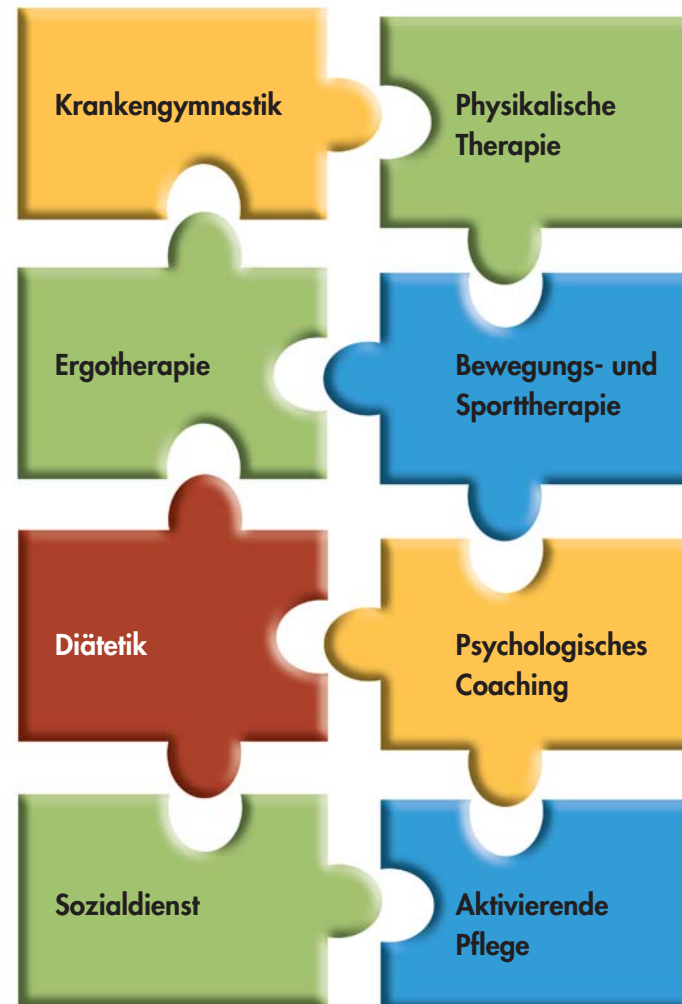 Krankengymnastik
Physikalische
Therapie
Ergotherapie
Bewegungs- und
Sporttherapie
Diätetik
Psychologisches
Coaching
Sozialdienst
Aktivierende
Pflege